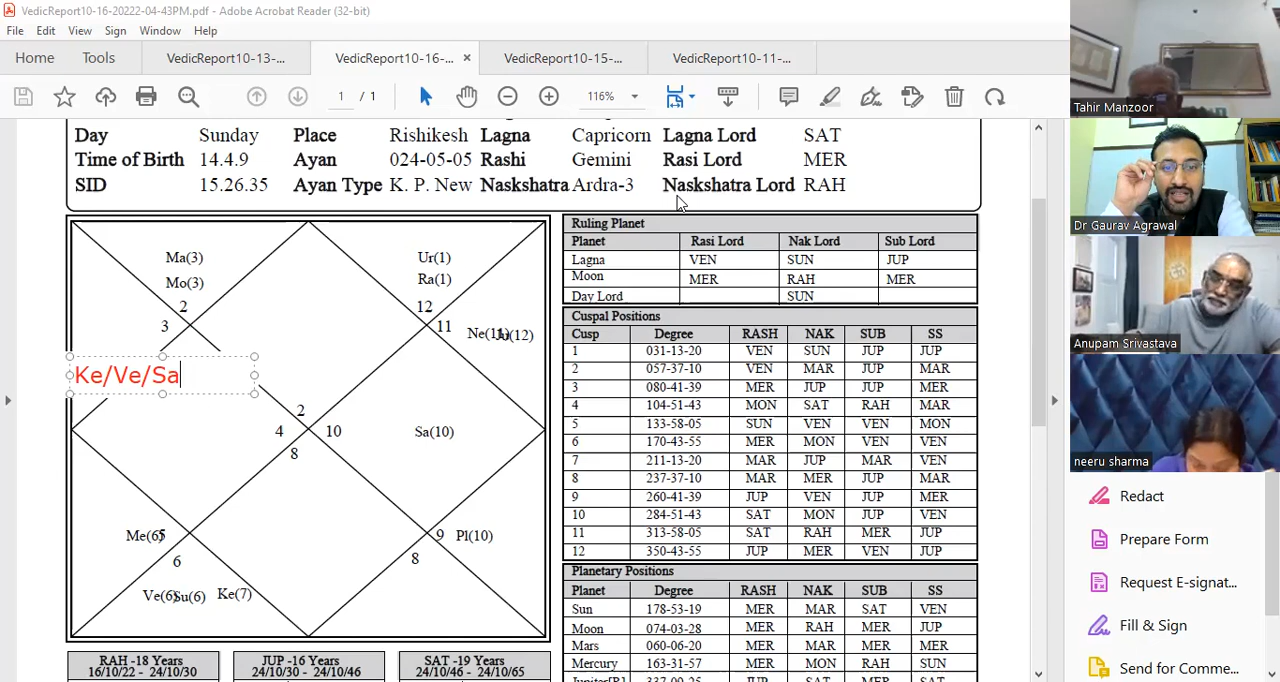 VedicReport10-16-20222-04-43PM.pdf - Adobe Acrobat Reader (32-bit)
File Edit View Sign Window Help
Home Tools VedicReport10-13-... VedicReport10-16-... × VedicReport10-15-... VedicReport10-11-...
1 / 1 116%
Day Sunday Place Rishikesh Lagna Capricorn Lagna Lord SAT
Time of Birth 14.4.9 Ayan 024-05-05 Rashi Gemini Rasi Lord MER
SID 15.26.35 Ayan Type K. P. New Naskshatra Ardra-3 Naskshatra Lord RAH
Ma(3)
Mo(3)
2
3
Ur(1)
Ra(1)
12
11
Ne(11)
Ju(12)
Ke/Ve/Sa
2
4 10
8
Sa(10)
Me(6)
5
6
Ve(6)
Su(6)
Ke(7)
9 Pl(10)
8
Ruling Planet
Planet Rasi Lord Nak Lord Sub Lord
Lagna VEN SUN JUP
Moon MER RAH MER
Day Lord SUN
Cuspal Positions
Cusp Degree RASH NAK SUB SS
1 031-13-20 VEN SUN JUP JUP
2 057-37-10 VEN MAR JUP MAR
3 080-41-39 MER JUP JUP MER
4 104-51-43 MON SAT RAH MAR
5 133-58-05 SUN VEN VEN MON
6 170-43-55 MER MON VEN VEN
7 211-13-20 MAR JUP MAR VEN
8 237-37-10 MAR MER JUP MAR
9 260-41-39 JUP VEN JUP MER
10 284-51-43 SAT MON JUP VEN
11 313-58-05 SAT RAH MER JUP
12 350-43-55 JUP MER VEN JUP
Planetary Positions
Planet Degree RASH NAK SUB SS
Sun 178-53-19 MER MAR SAT VEN
Moon 074-03-28 MER RAH MER JUP
Mars 060-06-20 MER MAR MER MER
Mercury 163-31-57 MER MON RAH SUN
RAH -18 Years JUP -16 Years SAT -19 Years
16/10/22 - 24/10/30 24/10/30 - 24/10/46 24/10/46 - 24/10/65
Tahir Manzoor
Dr Gaurav Agrawal
Anupam Srivastava
neeru sharma
Redact
Prepare Form
Request E-signat...
Fill & Sign
Send for Comme...